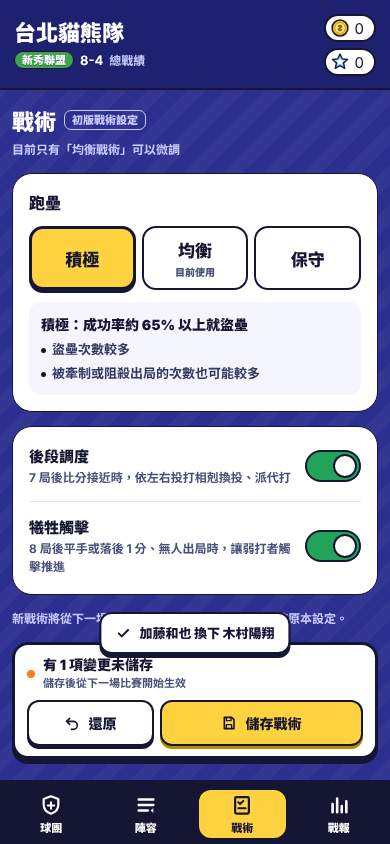 台北貓熊隊
0
新秀聯盟 8-4 總戰績
0
戰術 初版戰術設定
目前只有「均衡戰術」可以微調
跑壘
積極
均衡
目前使用
保守
積極：成功率約 65% 以上就盜壘
盜壘次數較多
被牽制或阻殺出局的次數也可能較多
後段調度
7 局後比分接近時，依左右投打相剋換投、派代打
犧牲觸擊
8 局後平手或落後 1 分、無人出局時，讓弱打者觸
擊推進
新戰術將從下一場 原本設定。
加藤和也 換下 木村陽翔
有 1 項變更未儲存
儲存後從下一場比賽開始生效
還原
儲存戰術
球團
陣容
戰術
戰報